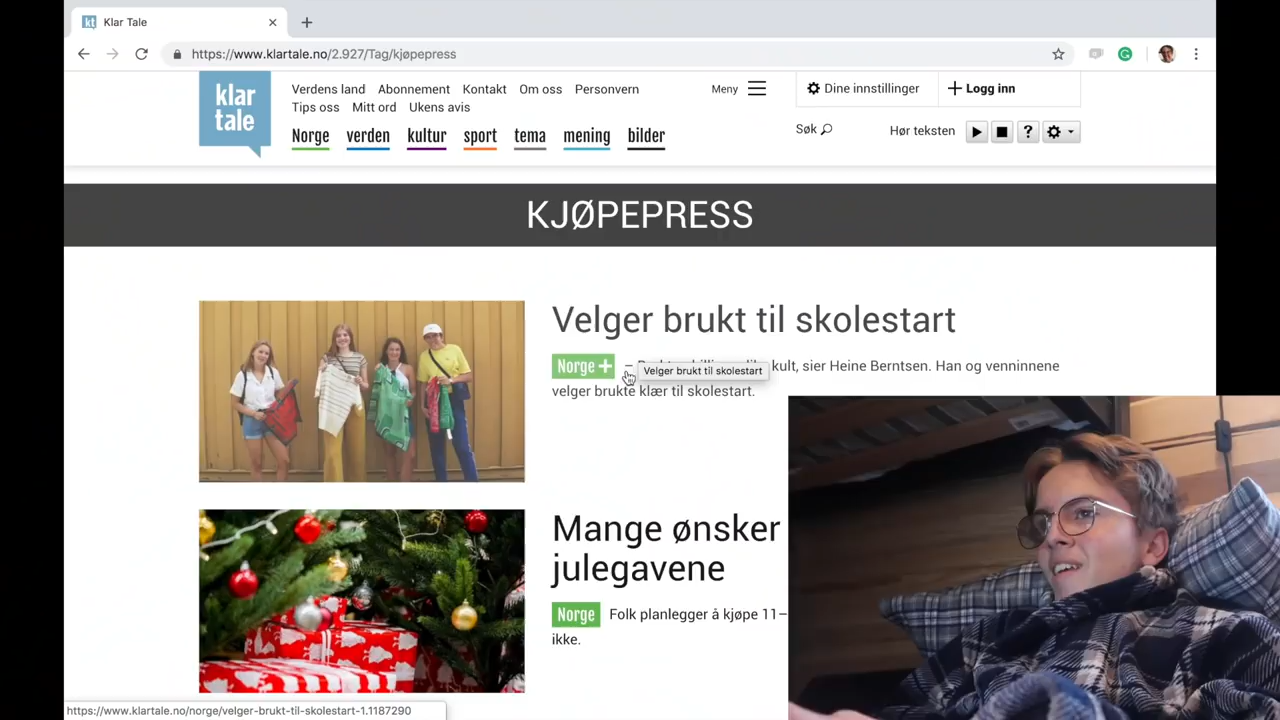 kt Klar Tale
https://www.klartale.no/2.927/Tag/kjøpepress
klar
tale
Verdens land Abonnement Kontakt Om oss Personvern
Tips oss Mitt ord Ukens avis
Meny
Dine innstillinger
Logg inn
Norge verden kultur sport tema mening bilder
Søk
Hør teksten
?
KJØPEPRESS
Velger brukt til skolestart
Norge + – kult, sier Heine Berntsen. Han og venninnene
Velger brukt til skolestart
velger brukte klær til skolestart.
Mange ønsker
julegavene
Norge Folk planlegger å kjøpe 11–
ikke.
https://www.klartale.no/norge/velger-brukt-til-skolestart-1.1187290